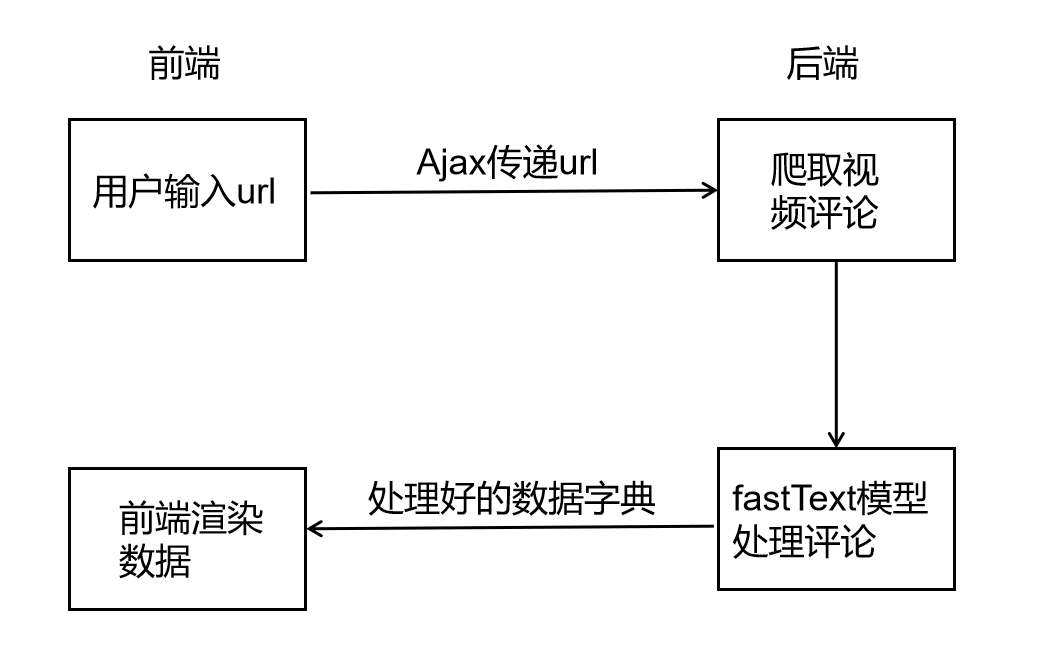 前端
后端
用户输入url
Ajax传递url
爬取视
频评论
前端渲染
数据
处理好的数据字典
fastText模型
处理评论